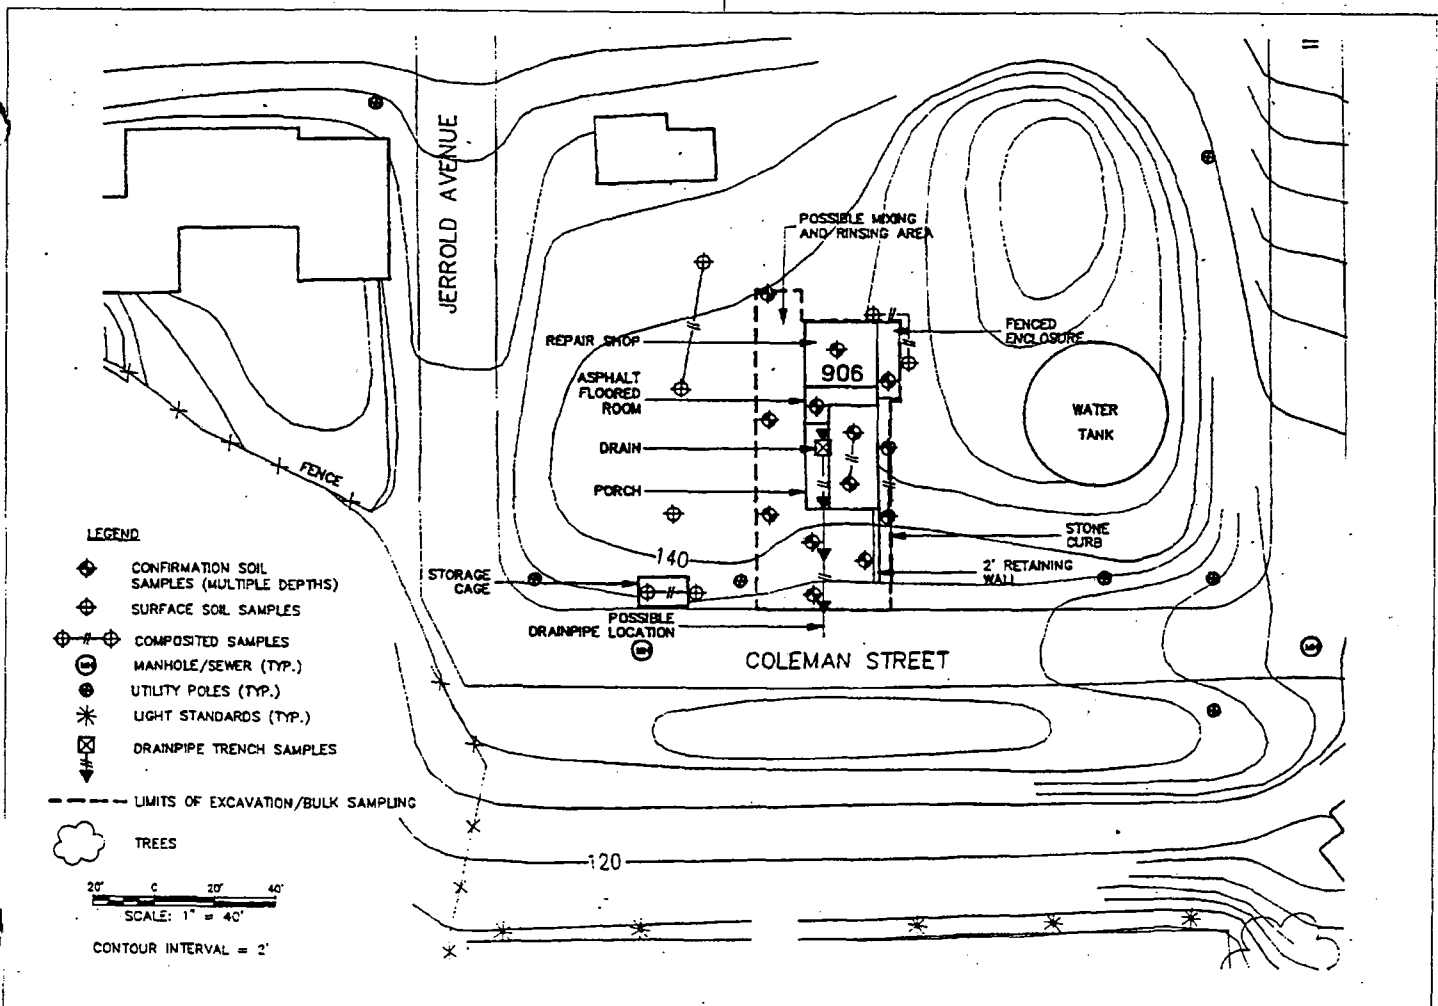 JERROLD AVENUE
POSSIBLE MIXING
AND RINSING AREA
REPAIR SHOP
906
FENCED
ENCLOSURE
ASPHALT
FLOORED
ROOM
WATER
TANK
DRAIN
FENCE
PORCH
STONE
CURB
140
2' RETAINING
WALL
STORAGE
CAGE
POSSIBLE
DRAINPIPE LOCATION
COLEMAN STREET
LEGEND
CONFIRMATION SOIL
SAMPLES (MULTIPLE DEPTHS)
SURFACE SOIL SAMPLES
COMPOSITED SAMPLES
MANHOLE/SEWER (TYP.)
UTILITY POLES (TYP.)
LIGHT STANDARDS (TYP.)
DRAINPIPE TRENCH SAMPLES
LIMITS OF EXCAVATION/BULK SAMPLING
TREES
120
20' 0 20' 40'
SCALE: 1" = 40'
CONTOUR INTERVAL = 2'